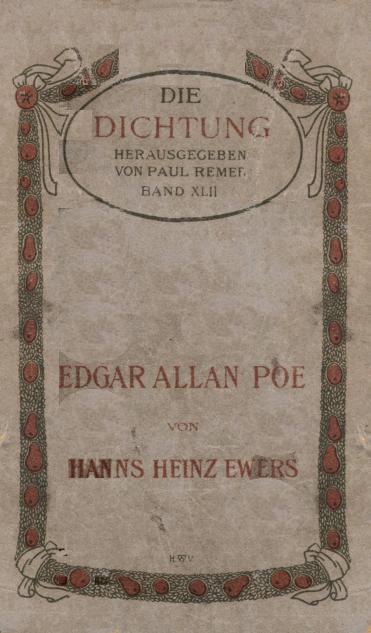 DIE
DICHTUNG
HERAUSGEGEBEN
VON PAUL REMER
BAND XLII
EDGAR ALLAN POE
VON
HANNS HEINZ EWERS
H.W.V